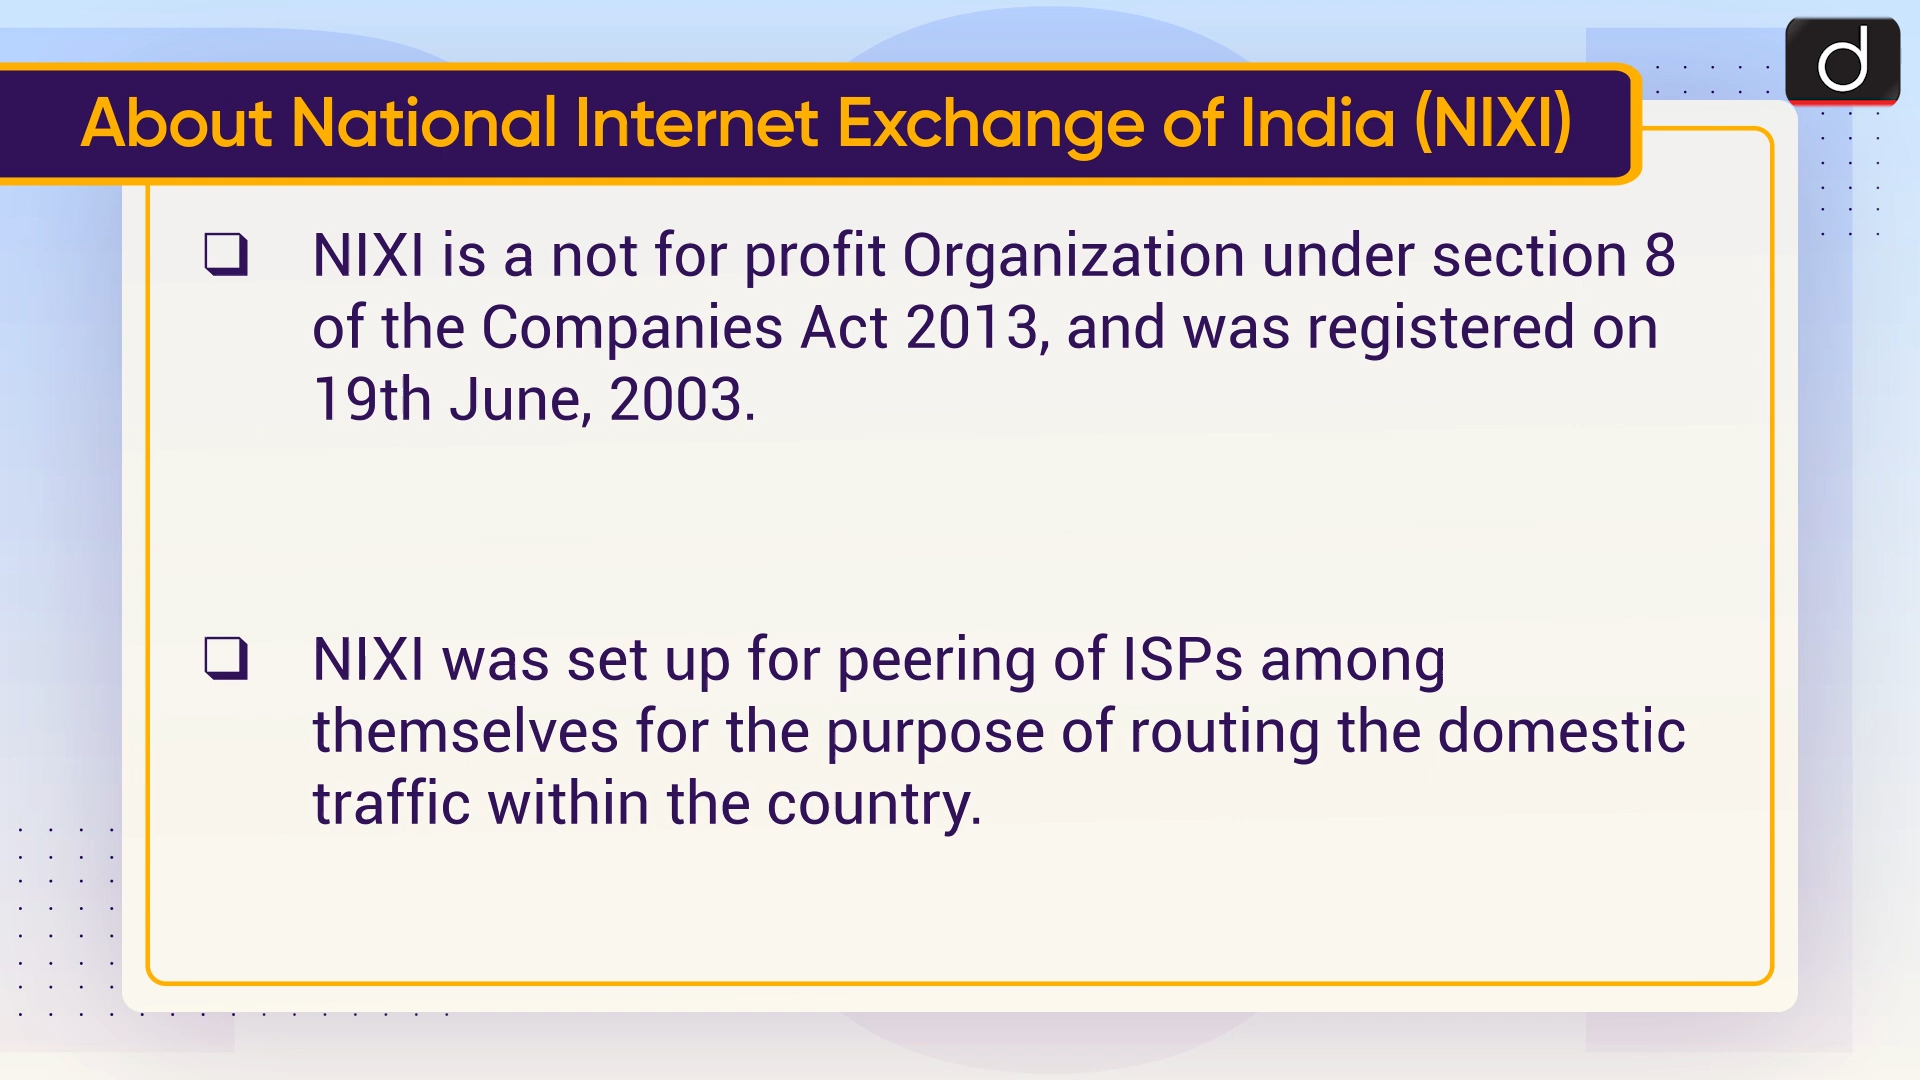 About National Internet Exchange of India (NIXI)
d
❑ NIXI is a not for profit Organization under section 8
of the Companies Act 2013, and was registered on
19th June, 2003.
❑ NIXI was set up for peering of ISPs among
themselves for the purpose of routing the domestic
traffic within the country.